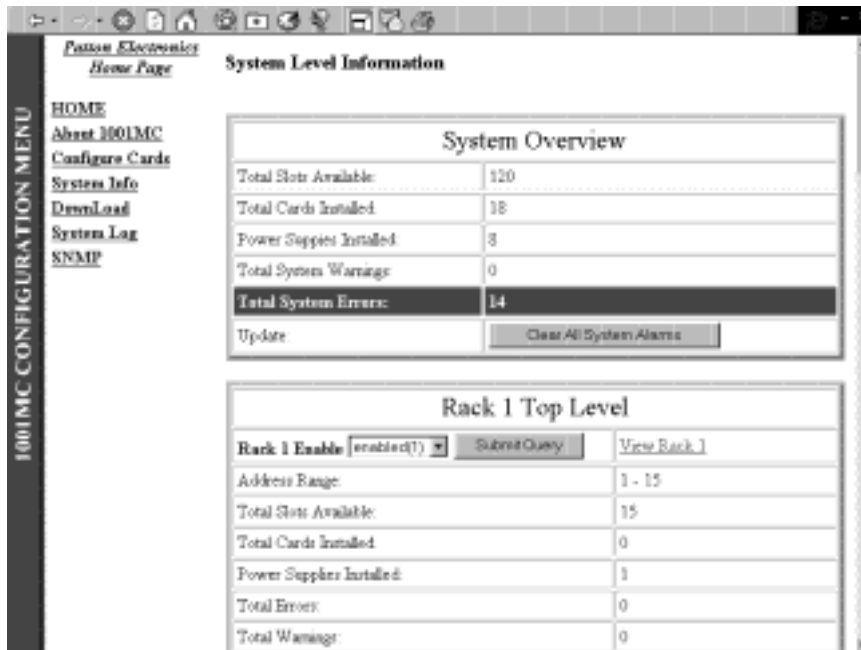 Patton Electronics
Home Page
System Level Information
1001MC CONFIGURATION MENU
HOME
About 1001MC
Configure Cards
System Info
DownLoad
System Log
SNMP
System Overview
Total Slots Available: 120
Total Cards Installed: 18
Power Suppies Installed: 8
Total System Warnings: 0
Total System Errors: 14
Update: Clear All System Alarms
Rack 1 Top Level
Rack 1 Enable enabled(1) Submit Query View Rack 1
Address Range: 1 - 15
Total Slots Available: 15
Total Cards Installed: 0
Power Supplies Installed: 1
Total Errors: 0
Total Warnings: 0